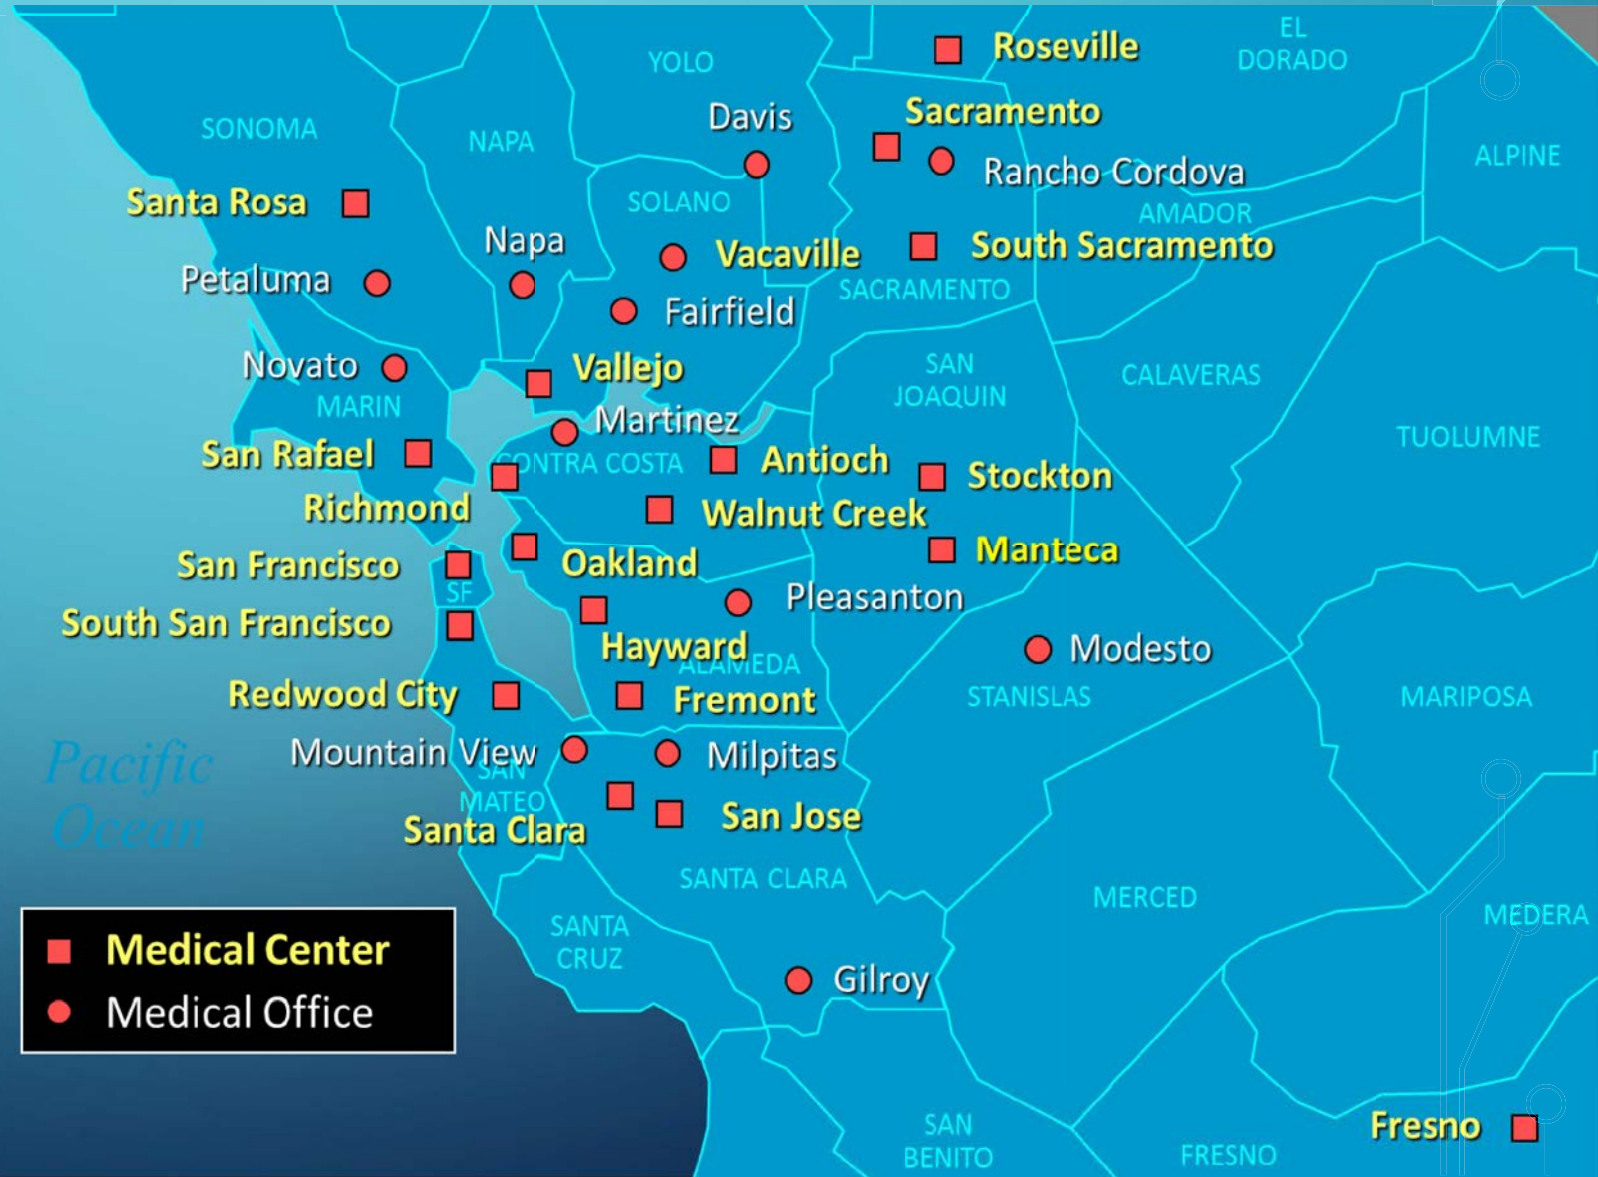 EL
DORADO
Roseville
YOLO
Sacramento
Davis
SONOMA
NAPA
ALPINE
Rancho Cordova
Santa Rosa
SOLANO
AMADOR
Napa
Vacaville
South Sacramento
Petaluma
SACRAMENTO
Fairfield
Novato
Vallejo
SAN
JOAQUIN
CALAVERAS
MARIN
Martinez
TUOLUMNE
San Rafael
CONTRA COSTA
Antioch
Stockton
Richmond
Walnut Creek
San Francisco
Oakland
Manteca
SF
Pleasanton
South San Francisco
Hayward
ALAMEDA
Modesto
Redwood City
Fremont
STANISLAS
MARIPOSA
Pacific
Ocean
Mountain View
Milpitas
SAN
MATEO
Santa Clara
San Jose
SANTA CLARA
MERCED
MEDERA
SANTA
CRUZ
Medical Center
Gilroy
Medical Office
SAN
BENITO
Fresno
FRESNO